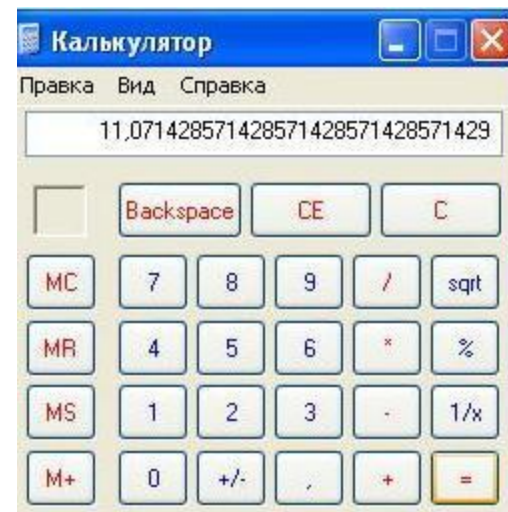 Калькулятор
Правка Вид Справка
11,071428571428571428571428571429
Backspace CE C
MC 7 8 9 / sqrt
MR 4 5 6 * %
MS 1 2 3 - 1/x
M+ 0 +/- , + =